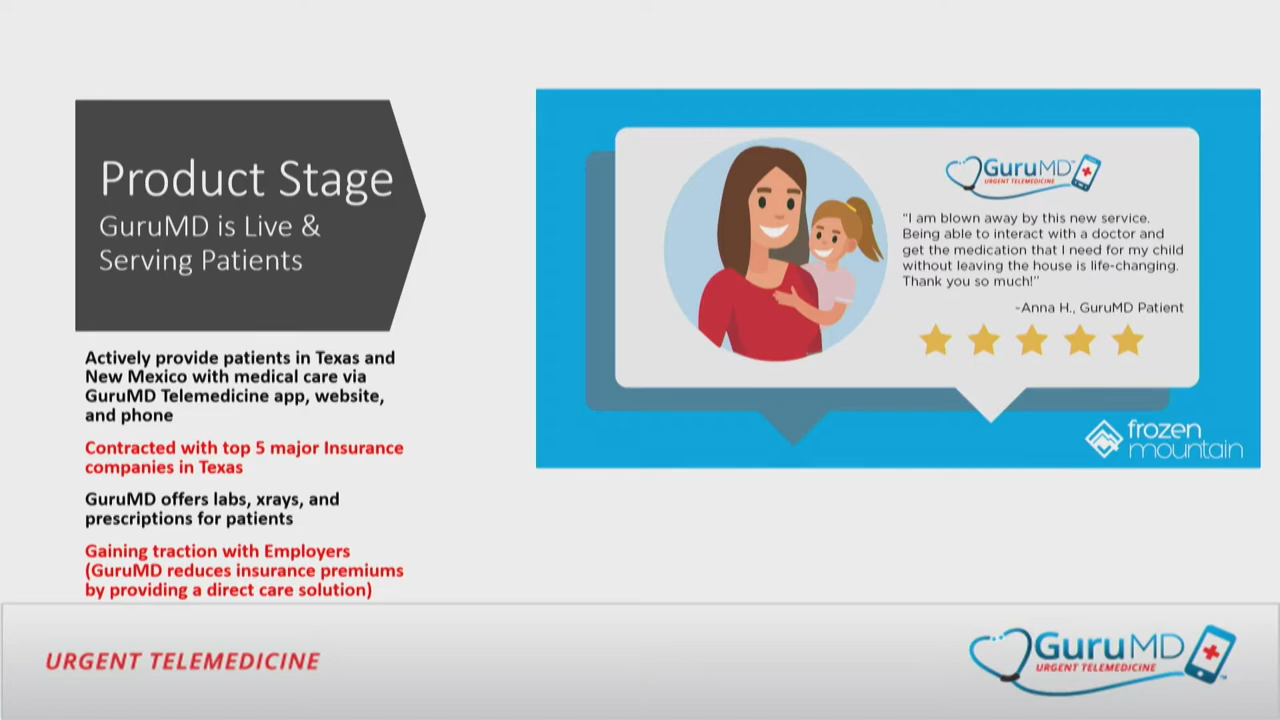 Product Stage
GuruMD is Live &
Serving Patients
Actively provide patients in Texas and
New Mexico with medical care via
GuruMD Telemedicine app, website,
and phone
Contracted with top 5 major Insurance
companies in Texas
GuruMD offers labs, xrays, and
prescriptions for patients
Gaining traction with Employers
(GuruMD reduces insurance premiums
by providing a direct care solution)
GuruMD™
URGENT TELEMEDICINE
“I am blown away by this new service.
Being able to interact with a doctor and
get the medication that I need for my child
without leaving the house is life-changing.
Thank you so much!”
-Anna H., GuruMD Patient
frozen
mountain
URGENT TELEMEDICINE
GuruMD
URGENT TELEMEDICINE™